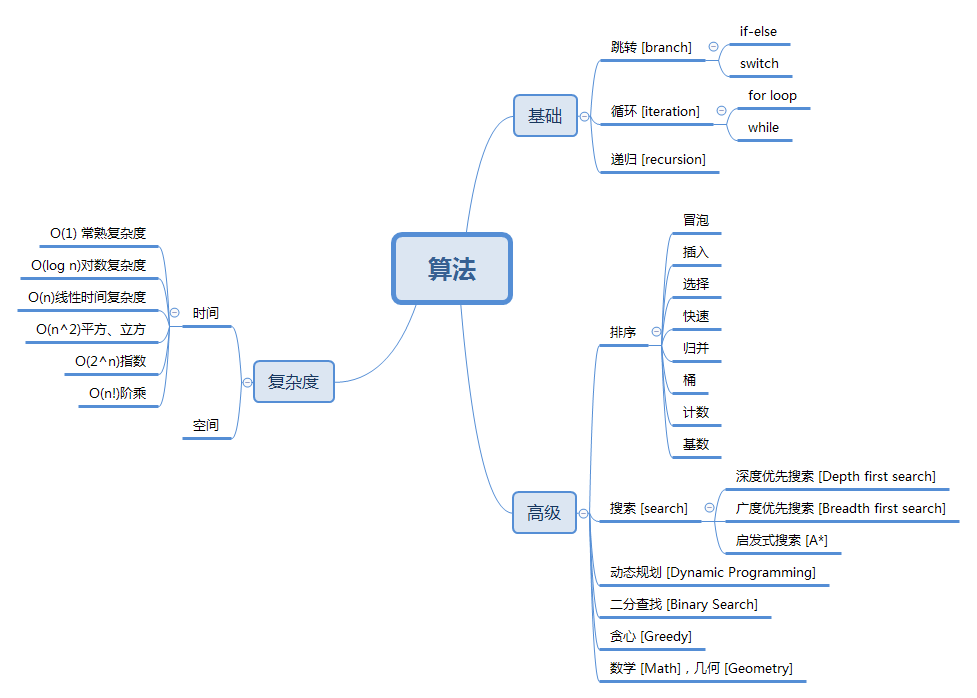 算法
基础
跳转 [branch]
if-else
switch
循环 [iteration]
for loop
while
递归 [recursion]
复杂度
时间
O(1) 常熟复杂度
O(log n)对数复杂度
O(n)线性时间复杂度
O(n^2)平方、立方
O(2^n)指数
O(n!)阶乘
空间
高级
排序
冒泡
插入
选择
快速
归并
桶
计数
基数
搜索 [search]
深度优先搜索 [Depth first search]
广度优先搜索 [Breadth first search]
启发式搜索 [A*]
动态规划 [Dynamic Programming]
二分查找 [Binary Search]
贪心 [Greedy]
数学 [Math]，几何 [Geometry]